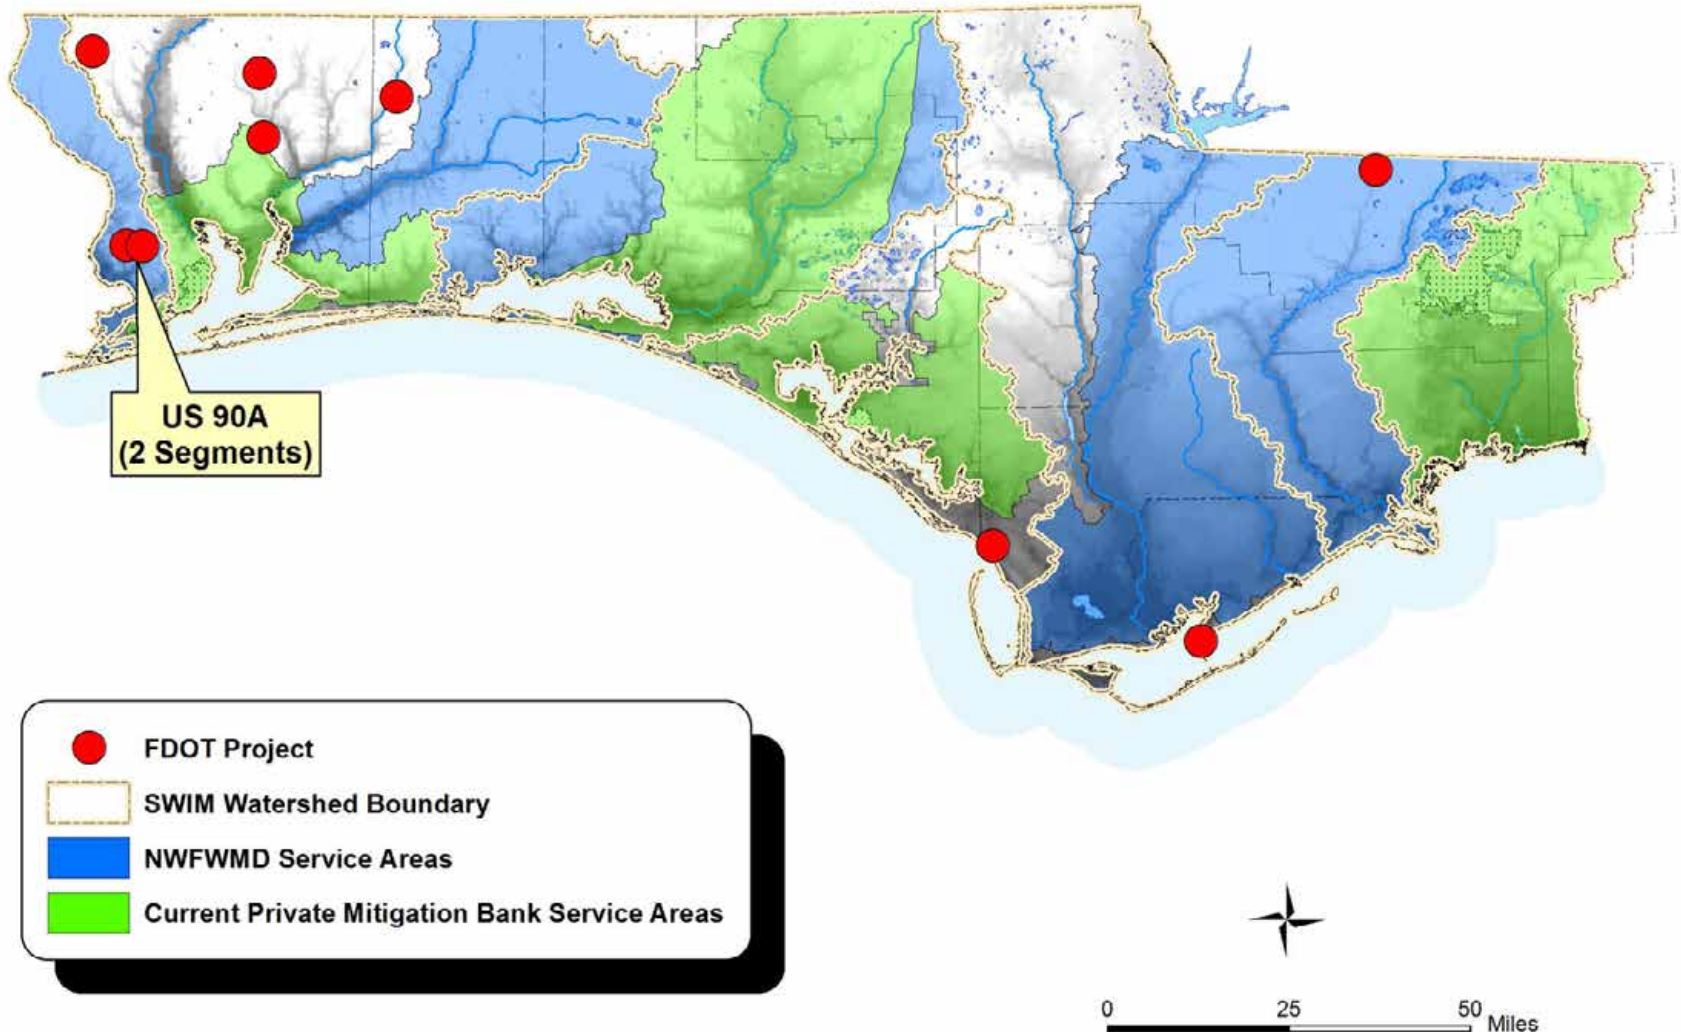 US 90A
(2 Segments)
FDOT Project
SWIM Watershed Boundary
NWFWMD Service Areas
Current Private Mitigation Bank Service Areas
0 25 50 Miles